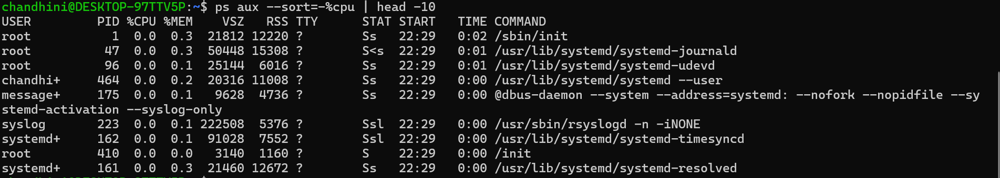 chandhini@DESKTOP-97TTV5P:~$ ps aux --sort=-%cpu | head -10
USER         PID %CPU %MEM    VSZ   RSS TTY      STAT START   TIME COMMAND
root           1  0.0  0.3  21812 12220 ?        Ss   22:29   0:02 /sbin/init
root          47  0.0  0.3  50448 15308 ?        S<s  22:29   0:01 /usr/lib/systemd/systemd-journald
root          96  0.0  0.1  25144  6016 ?        Ss   22:29   0:01 /usr/lib/systemd/systemd-udevd
chandhi+     464  0.0  0.2  20316 11008 ?        Ss   22:29   0:00 /usr/lib/systemd/systemd --user
message+     175  0.0  0.1   9628  4736 ?        Ss   22:29   0:00 @dbus-daemon --system --address=systemd: --nofork --nopidfile --sy
stemd-activation --syslog-only
syslog       223  0.0  0.1 222508  5376 ?        Ssl  22:29   0:00 /usr/sbin/rsyslogd -n -iNONE
systemd+     162  0.0  0.1  91028  7552 ?        Ssl  22:29   0:00 /usr/lib/systemd/systemd-timesyncd
root         410  0.0  0.0   3140  1160 ?        S    22:29   0:00 /init
systemd+     161  0.0  0.3  21460 12672 ?        Ss   22:29   0:00 /usr/lib/systemd/systemd-resolved